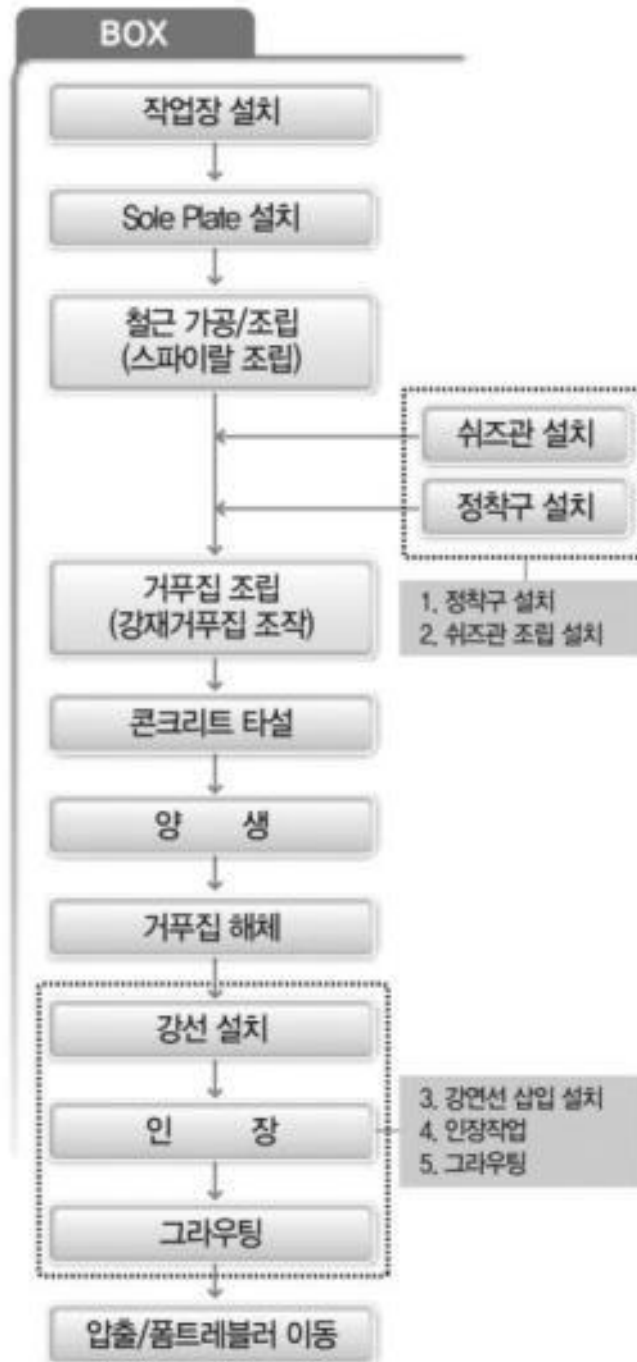 BOX
작업장 설치
Sole Plate 설치
철근 가공/조립
(스파이랄 조립)
쉬즈관 설치
정착구 설치
1. 정착구 설치
2. 쉬즈관 조립 설치
거푸집 조립
(강재거푸집 조작)
콘크리트 타설
양 생
거푸집 해체
강선 설치
인 장
그라우팅
3. 강연선 삽입 설치
4. 인장작업
5. 그라우팅
압출/폼트레블러 이동